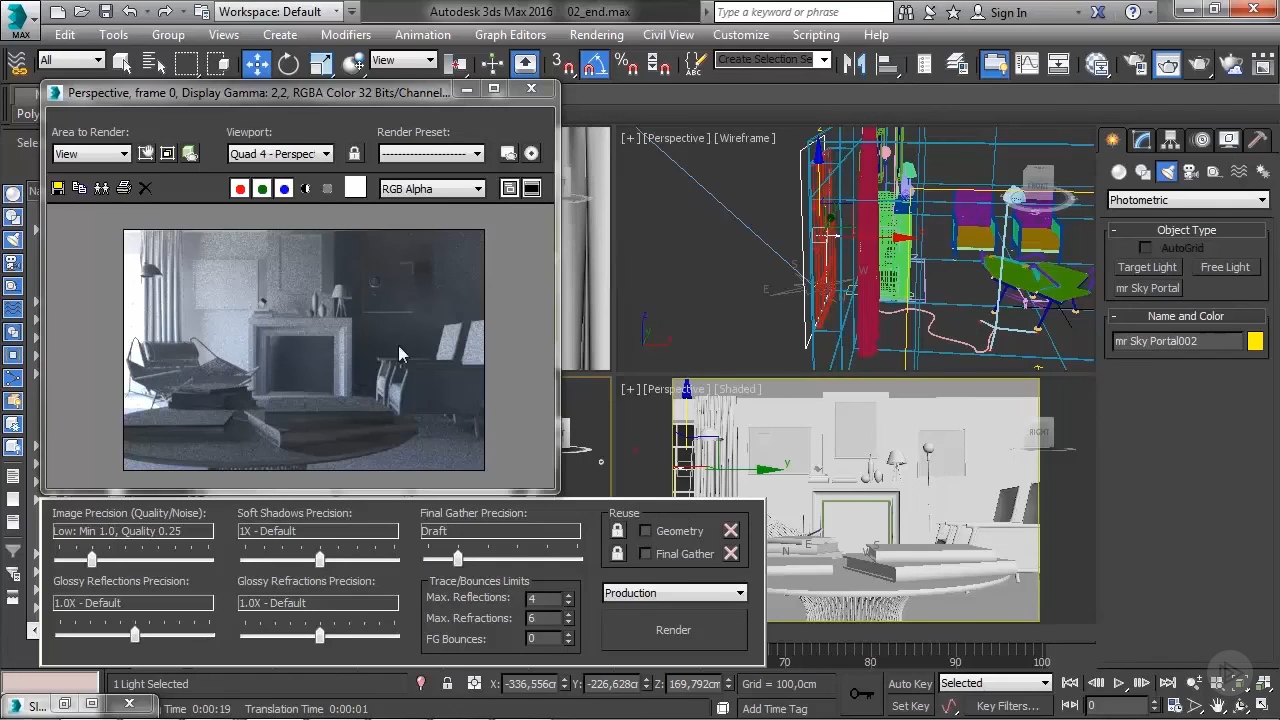 Workspace: Default
Autodesk 3ds Max 2016
02_end.max
Type a keyword or phrase
Sign In
MAX
Edit
Tools
Group
Views
Create
Modifiers
Animation
Graph Editors
Rendering
Civil View
Customize
Scripting
Help
All
View
3
Create Selection Se
Perspective, frame 0, Display Gamma: 2,2, RGBA Color 32 Bits/Channel...
Poly
Sele
Area to Render:
View
Viewport:
Quad 4 - Perspec
Render Preset:
RGB Alpha
[+] [Perspective] [Wireframe]
[+] [Perspective] [Shaded]
RIGHT
Photometric
- Object Type
AutoGrid
Target Light
Free Light
mr Sky Portal
- Name and Color
mr Sky Portal002
Image Precision (Quality/Noise):
Low: Min 1.0, Quality 0.25
Soft Shadows Precision:
1X - Default
Final Gather Precision:
Draft
Glossy Reflections Precision:
1.0X - Default
Glossy Refractions Precision:
1.0X - Default
Trace/Bounces Limits
Max. Reflections: 4
Max. Refractions: 6
FG Bounces: 0
Reuse
Geometry
Final Gather
Production
Render
70 80 90 100
1 Light Selected
X: -336,556c
Y: -226,628c
Z: 169,792cm
Grid = 100,0cm
Auto Key
Selected
Set Key
Key Filters...
0
Time 0:00:19
Translation Time 0:00:01
Add Time Tag